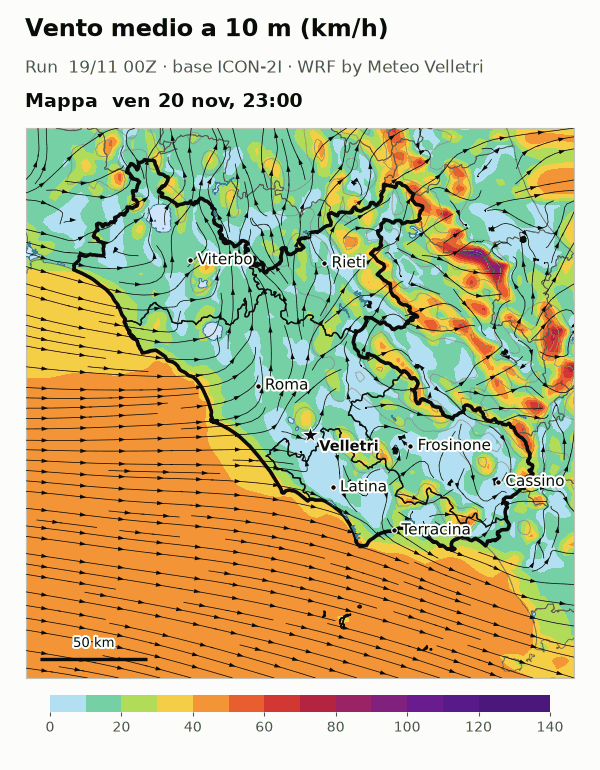 Vento medio a 10 m (km/h)
Run 19/11 00Z · base ICON-2I · WRF by Meteo Velletri
Mappa ven 20 nov, 23:00
Viterbo
Rieti
Roma
Velletri
Frosinone
Latina
Cassino
Terracina
50 km
0 20 40 60 80 100 120 140